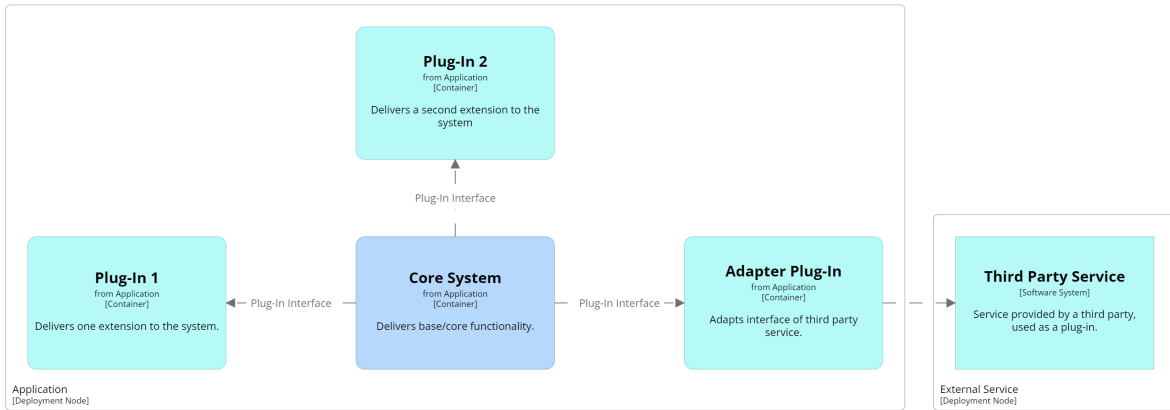 Plug-In 2
from Application
[Container]
Delivers a second extension to the
system
Plug-In Interface
Plug-In 1
from Application
[Container]
Delivers one extension to the system.
Plug-In Interface
Core System
from Application
[Container]
Delivers base/core functionality.
Plug-In Interface
Adapter Plug-In
from Application
[Container]
Adapts interface of third party
service.
Third Party Service
[Software System]
Service provided by a third party,
used as a plug-in.
Application
[Deployment Node]
External Service
[Deployment Node]